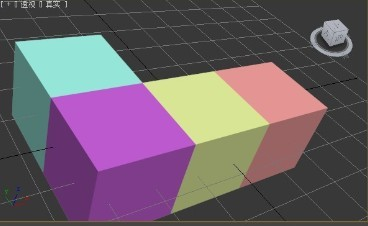 [ + ] [ 透视 ] [ 真实 ]